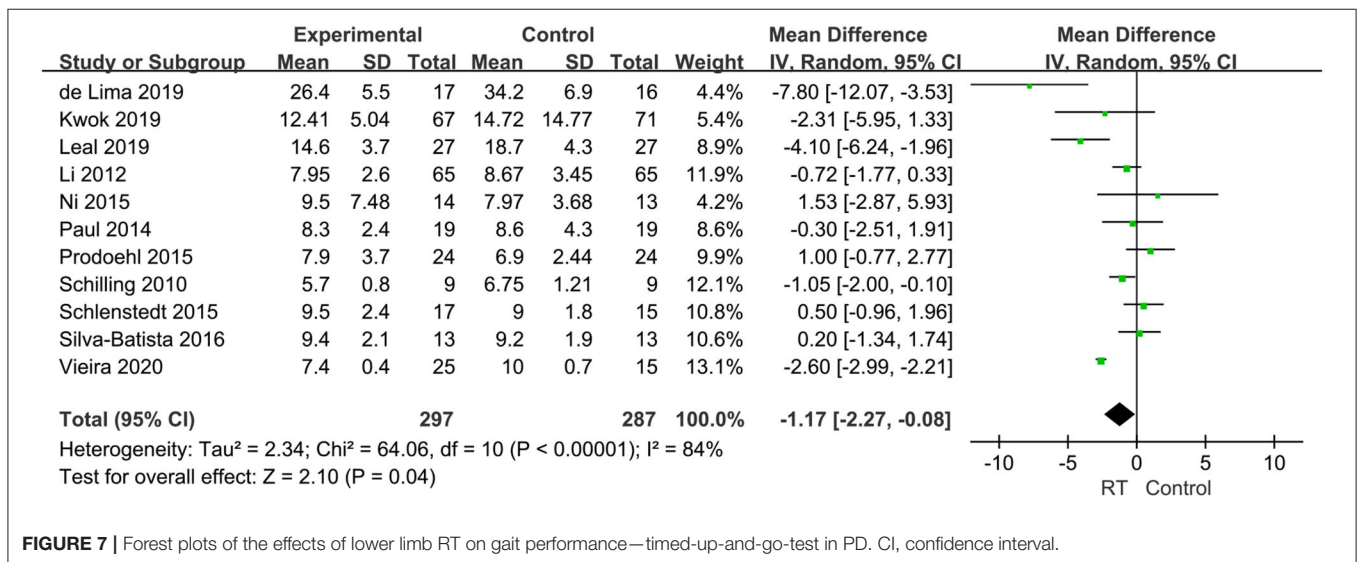 Experimental Control Mean Difference Mean Difference
Study or Subgroup Mean SD Total Mean SD Total Weight IV, Random, 95% CI IV, Random, 95% CI
de Lima 2019 26.4 5.5 17 34.2 6.9 16 4.4% -7.80 [-12.07, -3.53]
Kwok 2019 12.41 5.04 67 14.72 14.77 71 5.4% -2.31 [-5.95, 1.33]
Leal 2019 14.6 3.7 27 18.7 4.3 27 8.9% -4.10 [-6.24, -1.96]
Li 2012 7.95 2.6 65 8.67 3.45 65 11.9% -0.72 [-1.77, 0.33]
Ni 2015 9.5 7.48 14 7.97 3.68 13 4.2% 1.53 [-2.87, 5.93]
Paul 2014 8.3 2.4 19 8.6 4.3 19 8.6% -0.30 [-2.51, 1.91]
Prodoehl 2015 7.9 3.7 24 6.9 2.44 24 9.9% 1.00 [-0.77, 2.77]
Schilling 2010 5.7 0.8 9 6.75 1.21 9 12.1% -1.05 [-2.00, -0.10]
Schlenstedt 2015 9.5 2.4 17 9 1.8 15 10.8% 0.50 [-0.96, 1.96]
Silva-Batista 2016 9.4 2.1 13 9.2 1.9 13 10.6% 0.20 [-1.34, 1.74]
Vieira 2020 7.4 0.4 25 10 0.7 15 13.1% -2.60 [-2.99, -2.21]
Total (95% CI) 297 287 100.0% -1.17 [-2.27, -0.08]
Heterogeneity: Tau² = 2.34; Chi² = 64.06, df = 10 (P < 0.00001); I² = 84%
Test for overall effect: Z = 2.10 (P = 0.04)
-10 -5 0 5 10
RT Control
FIGURE 7 | Forest plots of the effects of lower limb RT on gait performance—timed-up-and-go-test in PD. CI, confidence interval.